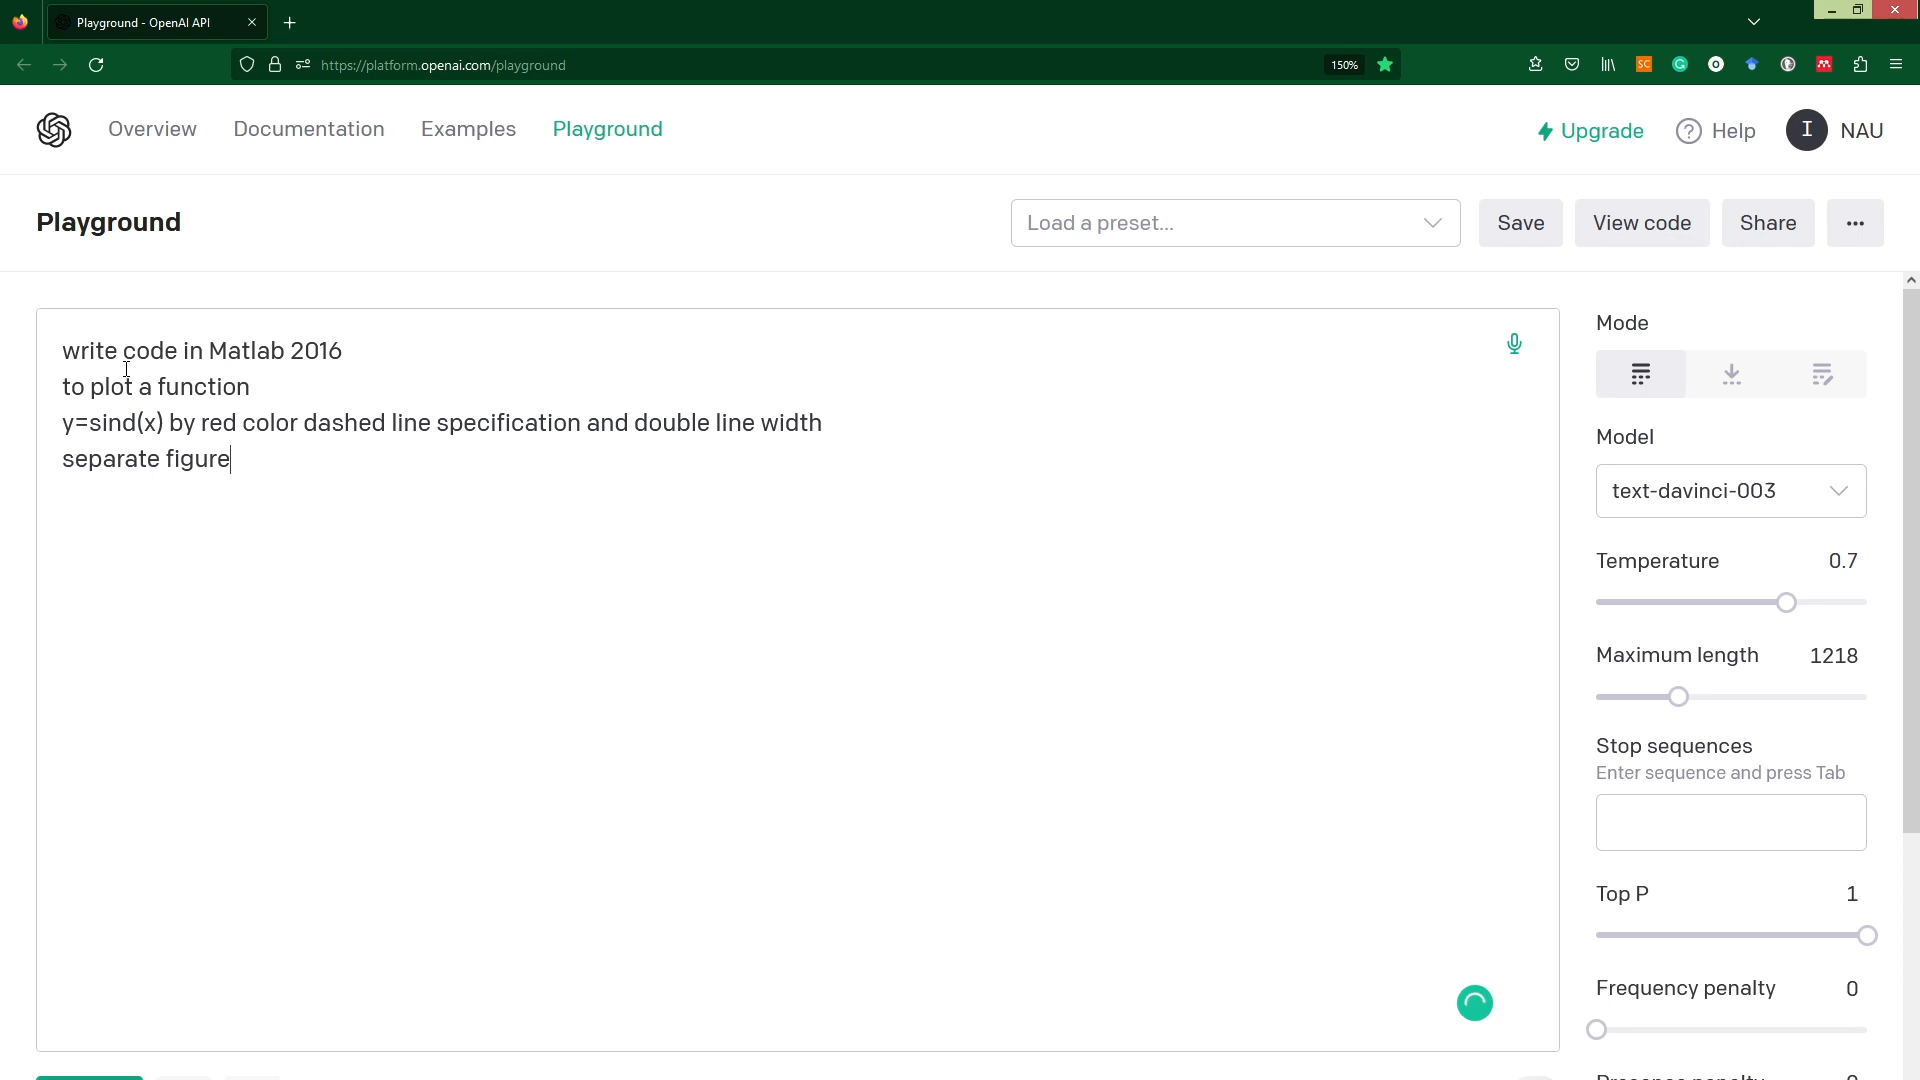 Playground - OpenAI API
https://platform.openai.com/playground
150%
SC
Overview
Documentation
Examples
Playground
Upgrade
? Help
I
NAU
Playground
Load a preset...
Save
View code
Share
write code in Matlab 2016
to plot a function
y=sind(x) by red color dashed line specification and double line width
separate figure
Mode
Model
text-davinci-003
Temperature 0.7
Maximum length 1218
Stop sequences
Enter sequence and press Tab
Top P 1
Frequency penalty 0